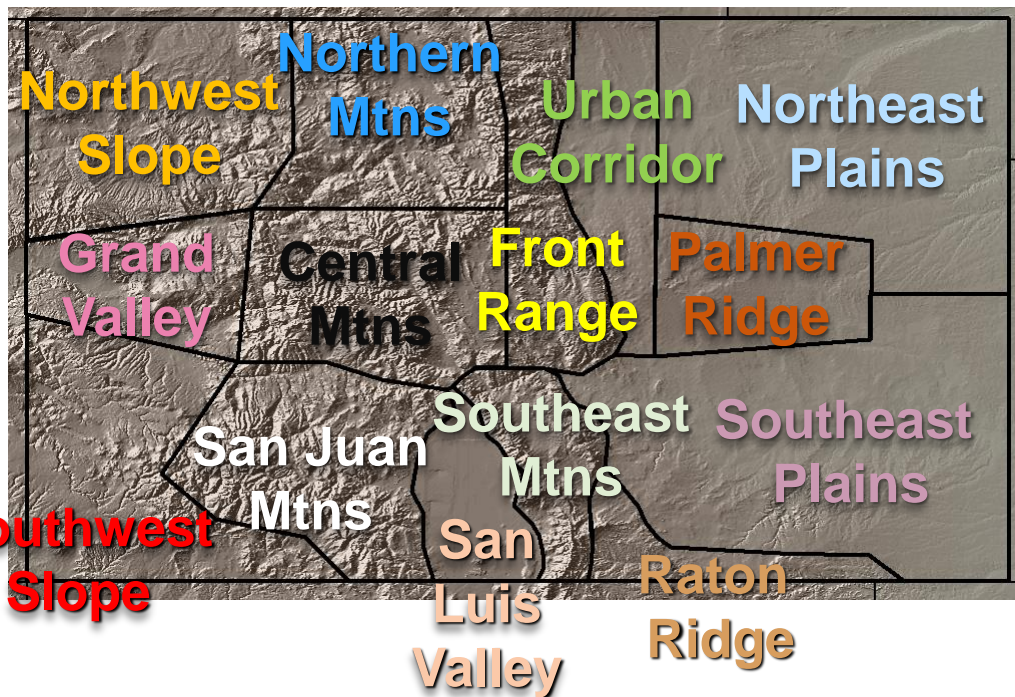 Northwest
Slope
Northern
Mtns
Urban
Corridor
Northeast
Plains
Grand
Valley
Central
Mtns
Front
Range
Palmer
Ridge
San Juan
Mtns
Southeast
Mtns
Southeast
Plains
outhwest
Slope
San
Luis
Valley
Raton
Ridge